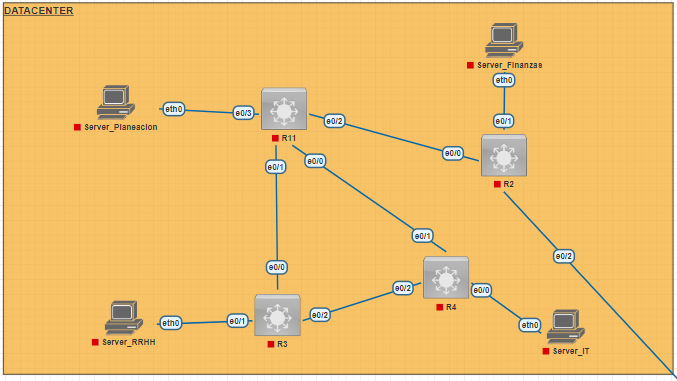 DATACENTER
Server_Finanzas
eth0
Server_Planeacion
eth0
e0/3
R11
e0/2
e0/1
e0/0
R2
e0/0
e0/1
e0/1
e0/2
e0/0
e0/2
R4
e0/0
Server_RRHH
eth0
e0/1
R3
e0/2
eth0
Server_IT